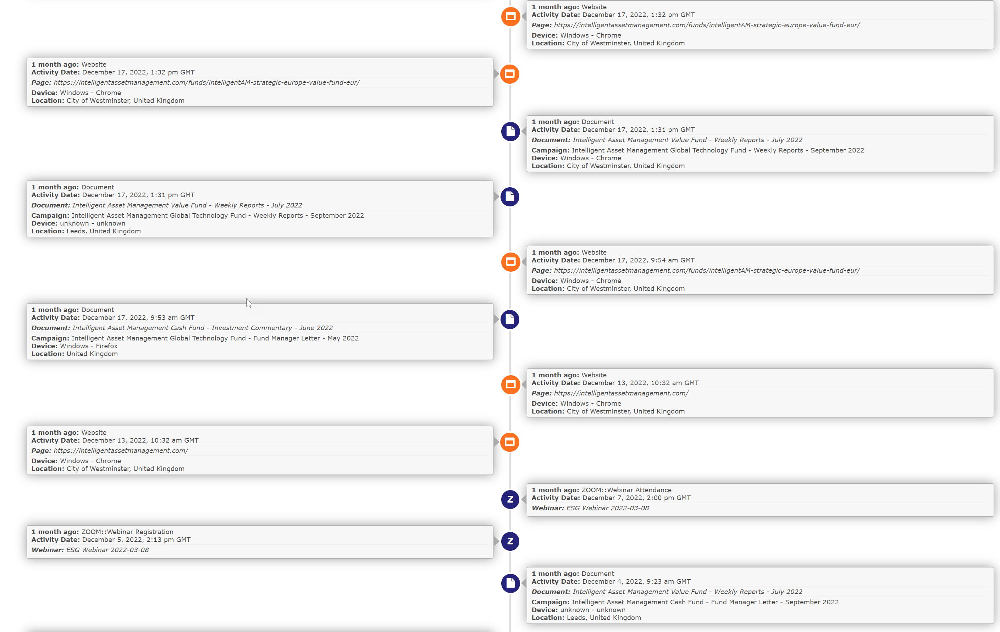 1 month ago: Website
Activity Date: December 17, 2022, 1:32 pm GMT
Page: https://intelligentassetmanagement.com/funds/intelligentAM-strategic-europe-value-fund-eur/
Device: Windows - Chrome
Location: City of Westminster, United Kingdom
1 month ago: Website
Activity Date: December 17, 2022, 1:32 pm GMT
Page: https://intelligentassetmanagement.com/funds/intelligentAM-strategic-europe-value-fund-eur/
Device: Windows - Chrome
Location: City of Westminster, United Kingdom
1 month ago: Document
Activity Date: December 17, 2022, 1:31 pm GMT
Document: Intelligent Asset Management Value Fund - Weekly Reports - July 2022
Campaign: Intelligent Asset Management Global Technology Fund - Weekly Reports - September 2022
Device: Windows - Chrome
Location: City of Westminster, United Kingdom
1 month ago: Document
Activity Date: December 17, 2022, 1:31 pm GMT
Document: Intelligent Asset Management Value Fund - Weekly Reports - July 2022
Campaign: Intelligent Asset Management Global Technology Fund - Weekly Reports - September 2022
Device: unknown - unknown
Location: Leeds, United Kingdom
1 month ago: Website
Activity Date: December 17, 2022, 9:54 am GMT
Page: https://intelligentassetmanagement.com/funds/intelligentAM-strategic-europe-value-fund-eur/
Device: Windows - Chrome
Location: City of Westminster, United Kingdom
1 month ago: Document
Activity Date: December 17, 2022, 9:53 am GMT
Document: Intelligent Asset Management Cash Fund - Investment Commentary - June 2022
Campaign: Intelligent Asset Management Global Technology Fund - Fund Manager Letter - May 2022
Device: Windows - Firefox
Location: United Kingdom
1 month ago: Website
Activity Date: December 13, 2022, 10:32 am GMT
Page: https://intelligentassetmanagement.com/
Device: Windows - Chrome
Location: City of Westminster, United Kingdom
1 month ago: Website
Activity Date: December 13, 2022, 10:32 am GMT
Page: https://intelligentassetmanagement.com/
Device: Windows - Chrome
Location: City of Westminster, United Kingdom
1 month ago: ZOOM::Webinar Attendance
Activity Date: December 7, 2022, 2:00 pm GMT
Webinar: ESG Webinar 2022-03-08
Z
1 month ago: ZOOM::Webinar Registration
Activity Date: December 5, 2022, 2:13 pm GMT
Webinar: ESG Webinar 2022-03-08
Z
1 month ago: Document
Activity Date: December 4, 2022, 9:23 am GMT
Document: Intelligent Asset Management Value Fund - Weekly Reports - July 2022
Campaign: Intelligent Asset Management Cash Fund - Fund Manager Letter - September 2022
Device: unknown - unknown
Location: Leeds, United Kingdom